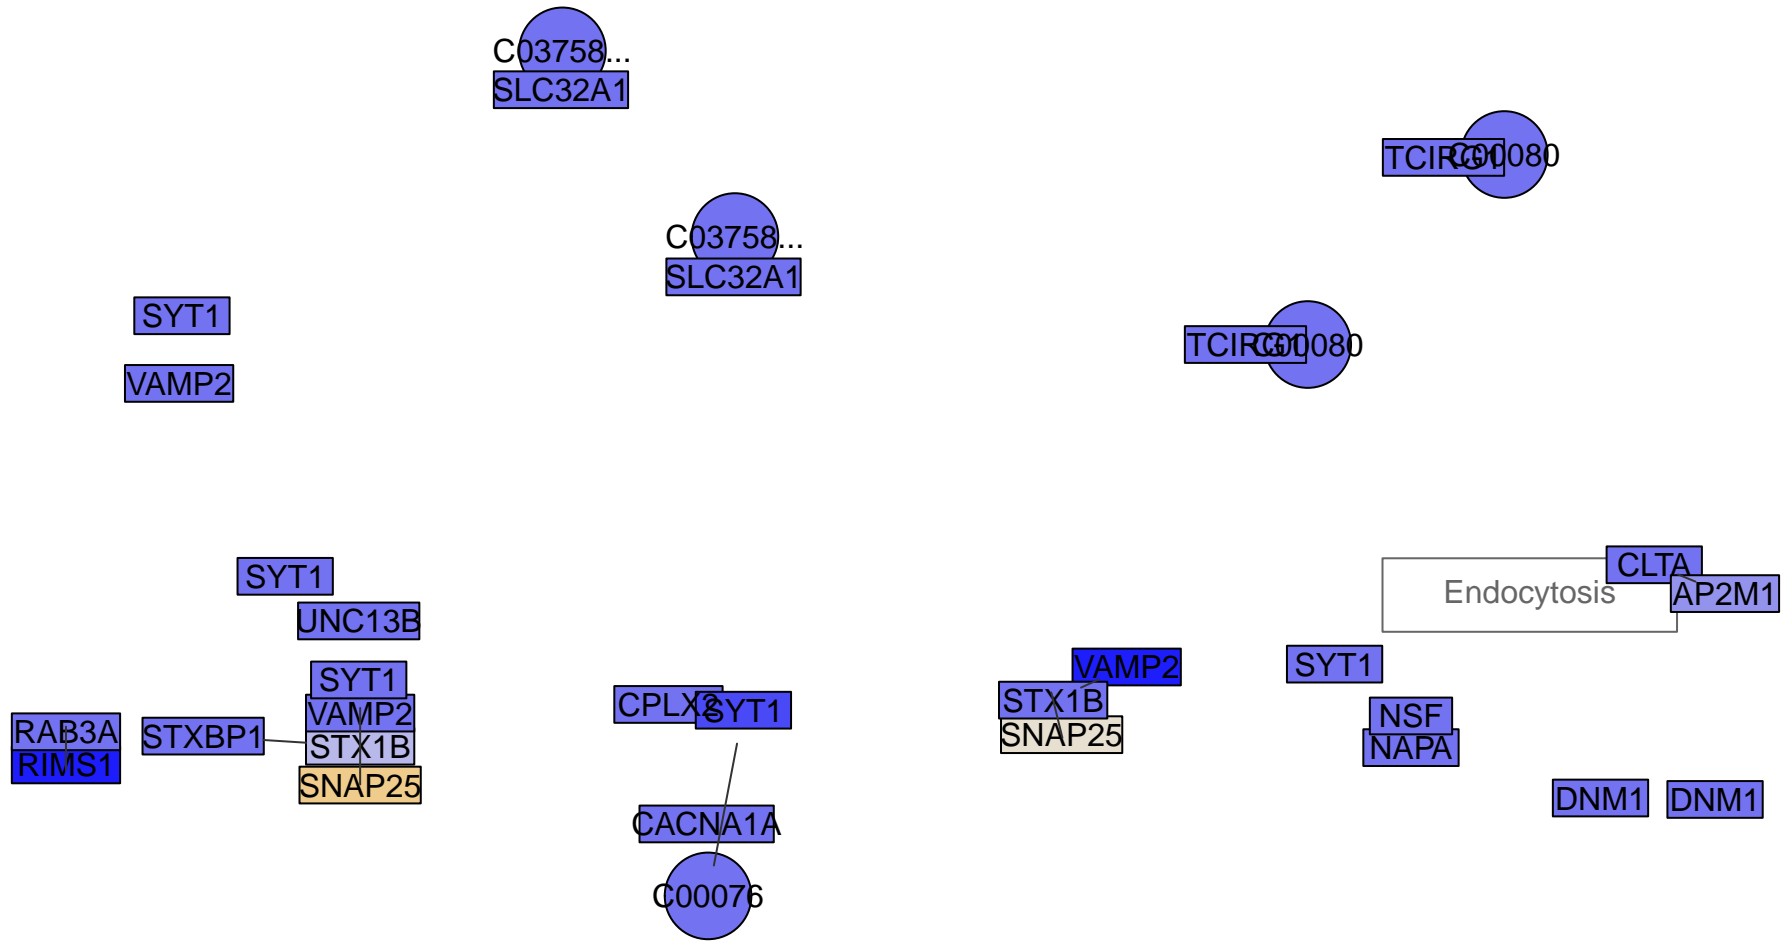 C03758...
SLC32A1
TCIRG1
C00080
C03758...
SLC32A1
SYT1
TCIRG1
C00080
VAMP2
SYT1
CLTA
Endocytosis
AP2M1
UNC13B
SYT1
VAMP2
SYT1
STX1B
CPLX2
SYT1
VAMP2
NSF
RAB3A
STXBP1
STX1B
SNAP25
NAPA
RIMS1
SNAP25
DNM1
DNM1
CACNA1A
C00076